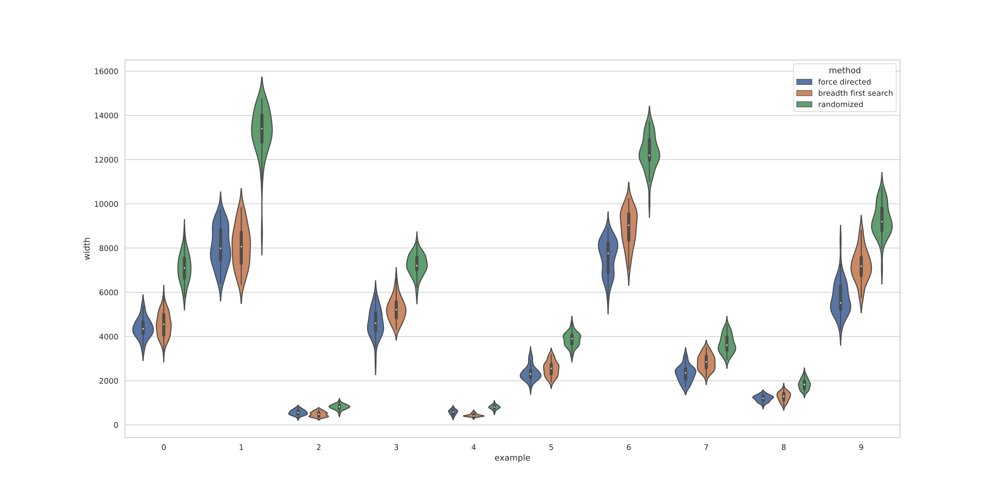 16000
14000
12000
10000
8000
6000
4000
2000
0
width
method
force directed
breadth first search
randomized
0 1 2 3 4 5 6 7 8 9
example